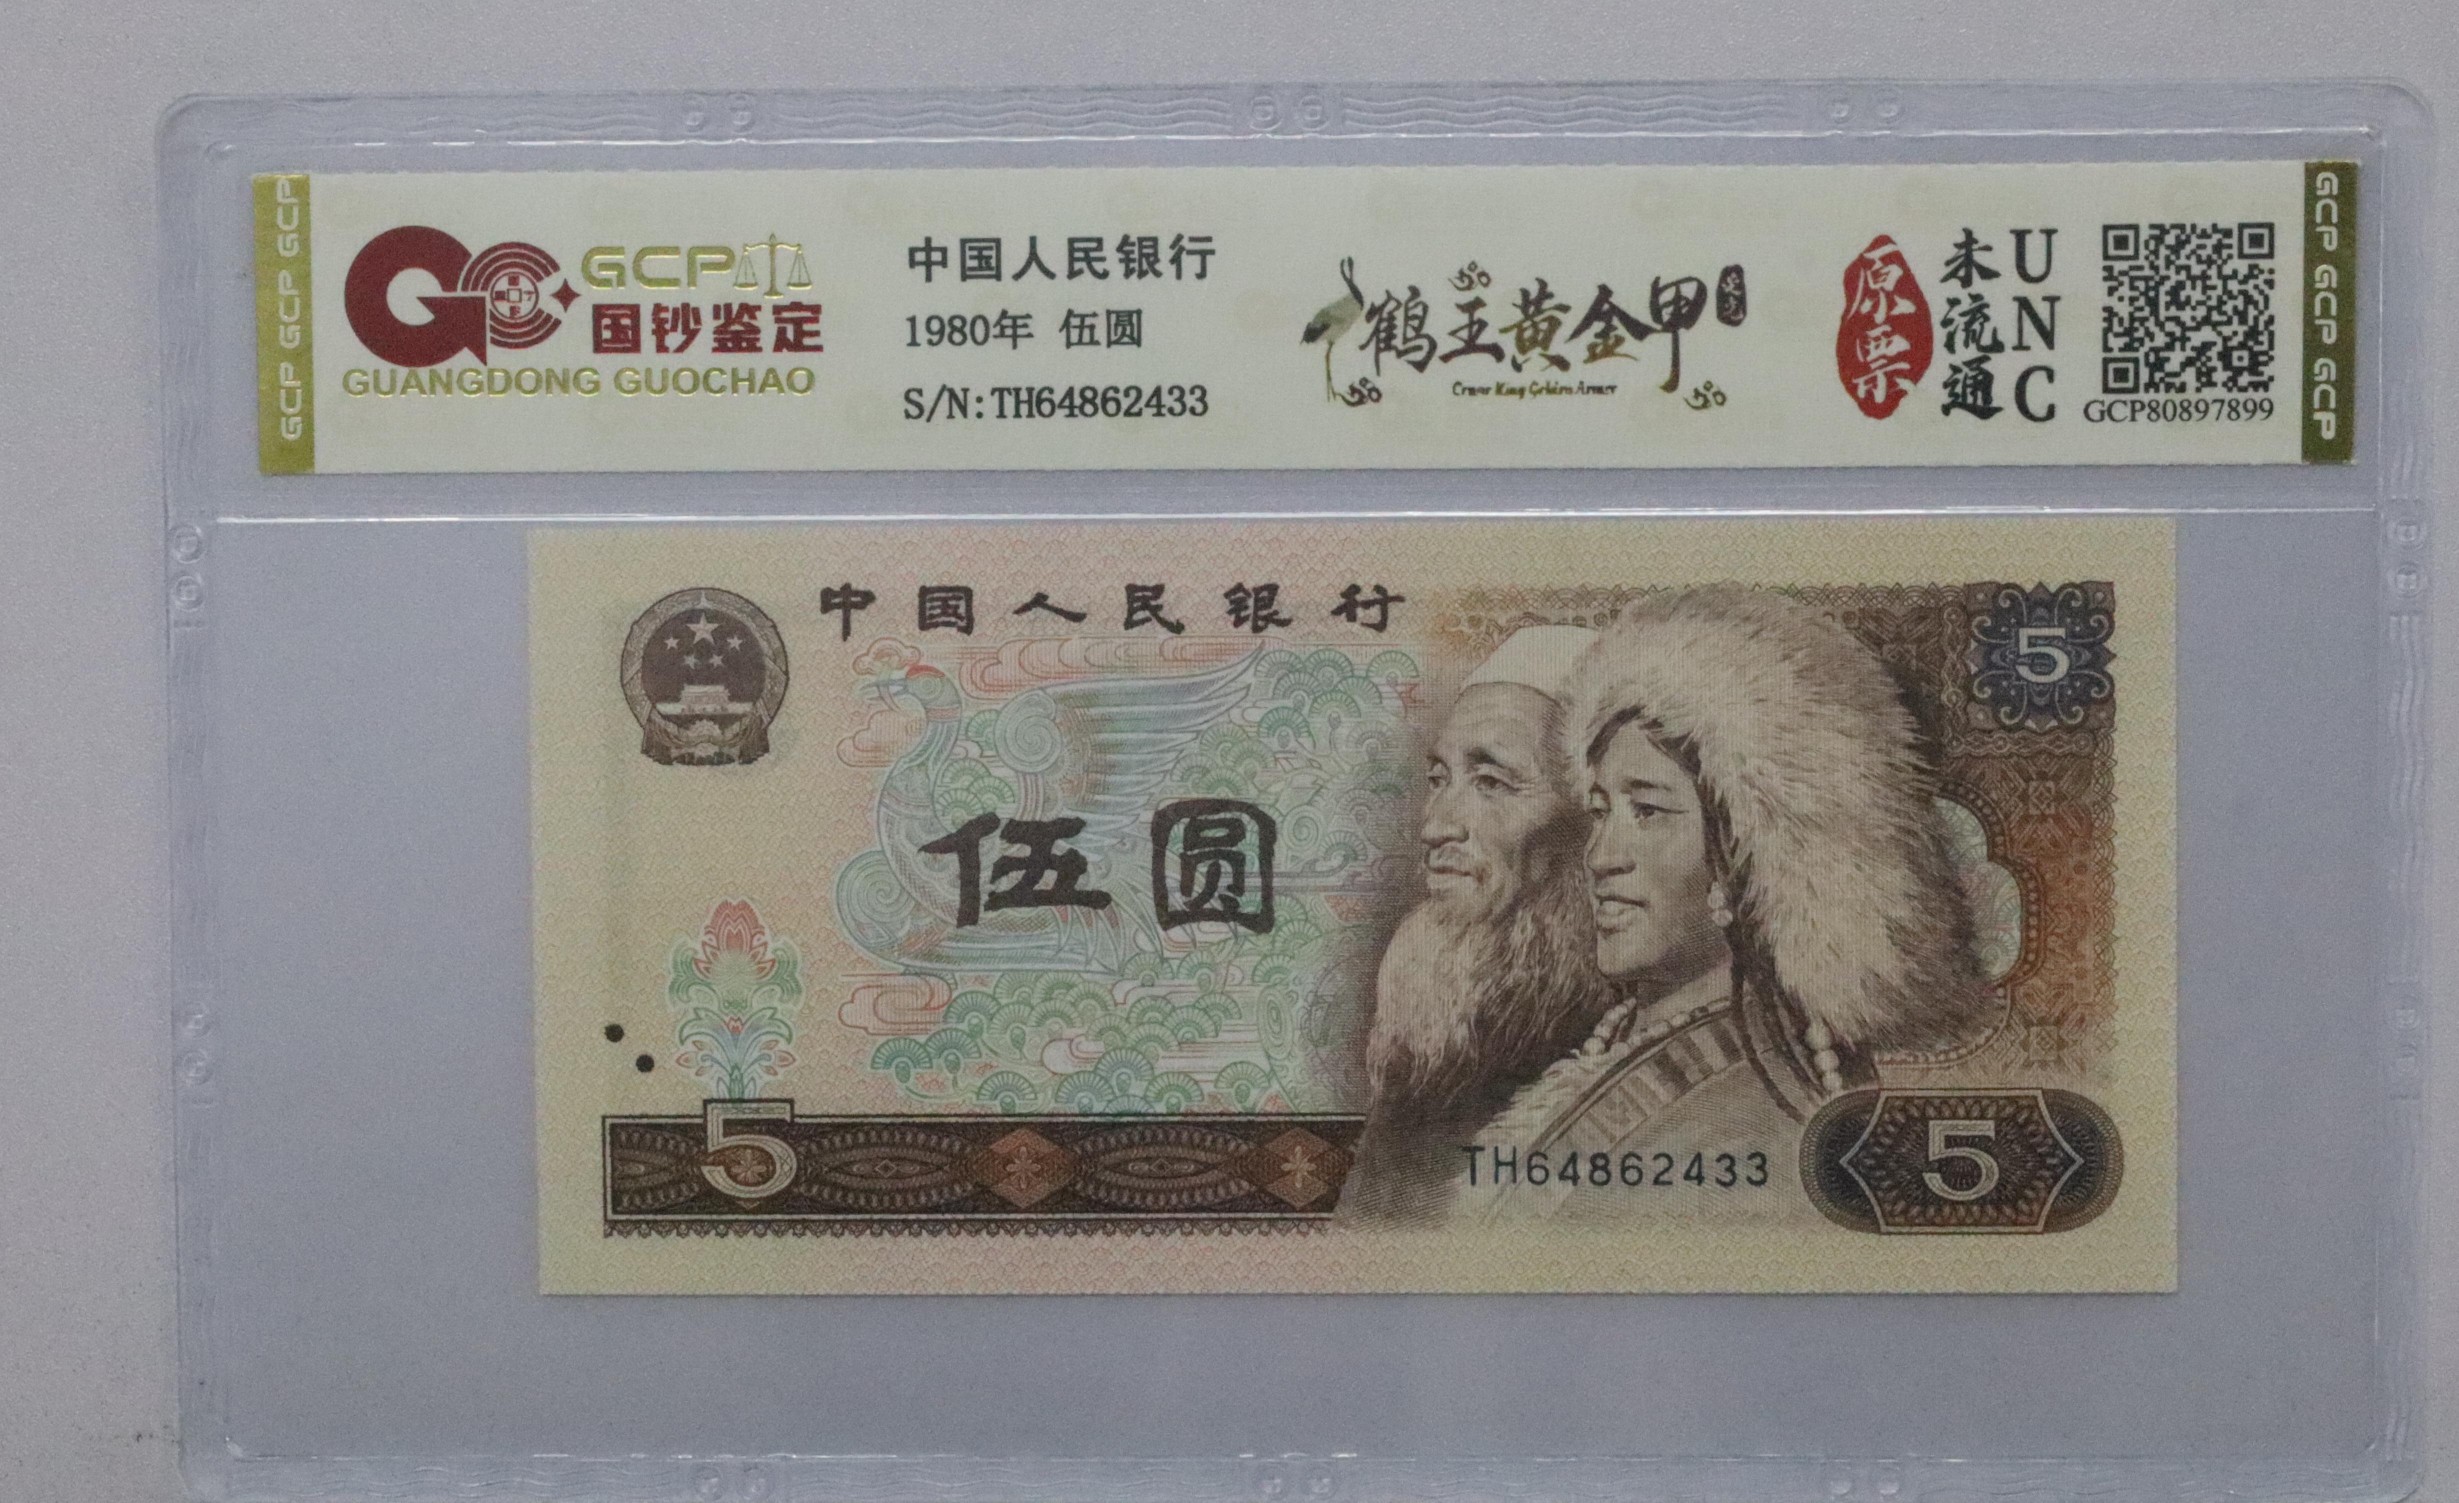 GCP GCP GCP
GCP
国钞鉴定
GUANGDONG GUOCHAO
中国人民银行
1980年 伍圆
S/N:TH64862433
鹤王黄金甲
原票
未流通
UNC
GCP80897899
GCP GCP GCP
中国人民银行
5
伍圆
5
TH64862433
5